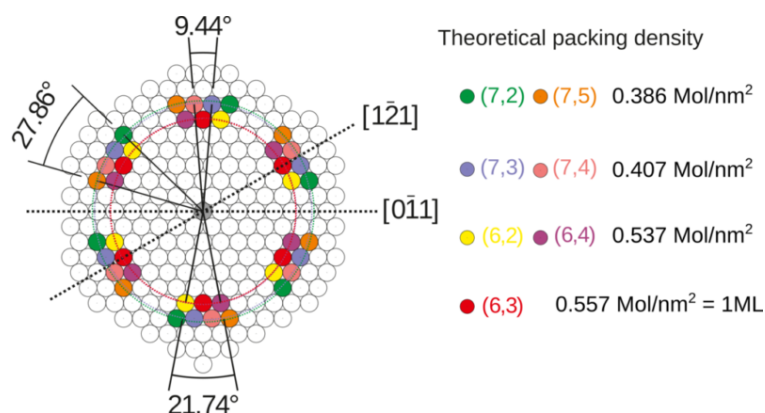 9.44°
27.86°
[11̄21]
[01̄1]
21.74°
Theoretical packing density
(7,2) (7,5) 0.386 Mol/nm²
(7,3) (7,4) 0.407 Mol/nm²
(6,2) (6,4) 0.537 Mol/nm²
(6,3) 0.557 Mol/nm² = 1ML